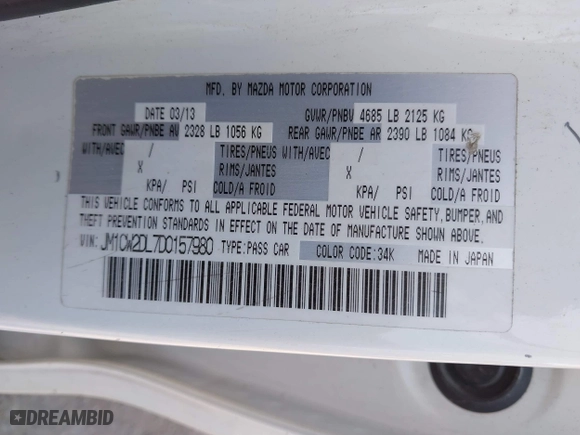 MFD. BY MAZDA MOTOR CORPORATION
DATE 03/13 GVWR/PNBV 4685 LB 2125 KG
FRONT GAWR/PNBE AV 2328 LB 1056 KG REAR GAWR/PNBE AR 2390 LB 1084 KG
WITH/AVEC / TIRES/PNEUS WITH/AVEC / TIRES/PNEUS
X RIMS/JANTES X RIMS/JANTES
KPA/ PSI COLD/A FROID KPA/ PSI COLD/A FROID
THIS VEHICLE CONFORMS TO ALL APPLICABLE FEDERAL MOTOR VEHICLE SAFETY, BUMPER, AND
THEFT PREVENTION STANDARDS IN EFFECT ON THE DATE OF MANUFACTURE SHOWN ABOVE.
VIN: JM1CW2DL7D0157980 TYPE:PASS CAR COLOR CODE:34K MADE IN JAPAN
DREAMBID